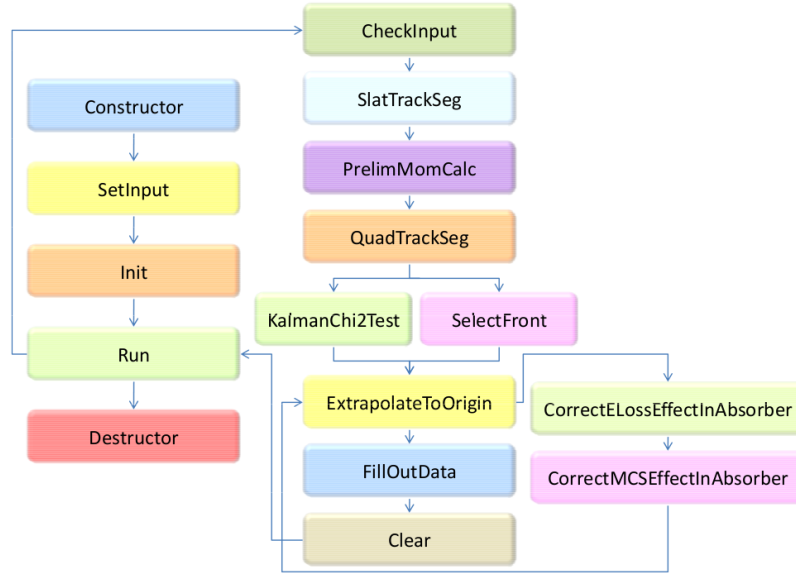 CheckInput
Constructor
SlatTrackSeg
SetInput
PrelimMomCalc
Init
QuadTrackSeg
KalmanChi2Test
SelectFront
Run
ExtrapolateToOrigin
CorrectELossEffectInAbsorber
Destructor
FillOutData
CorrectMCSEffectInAbsorber
Clear